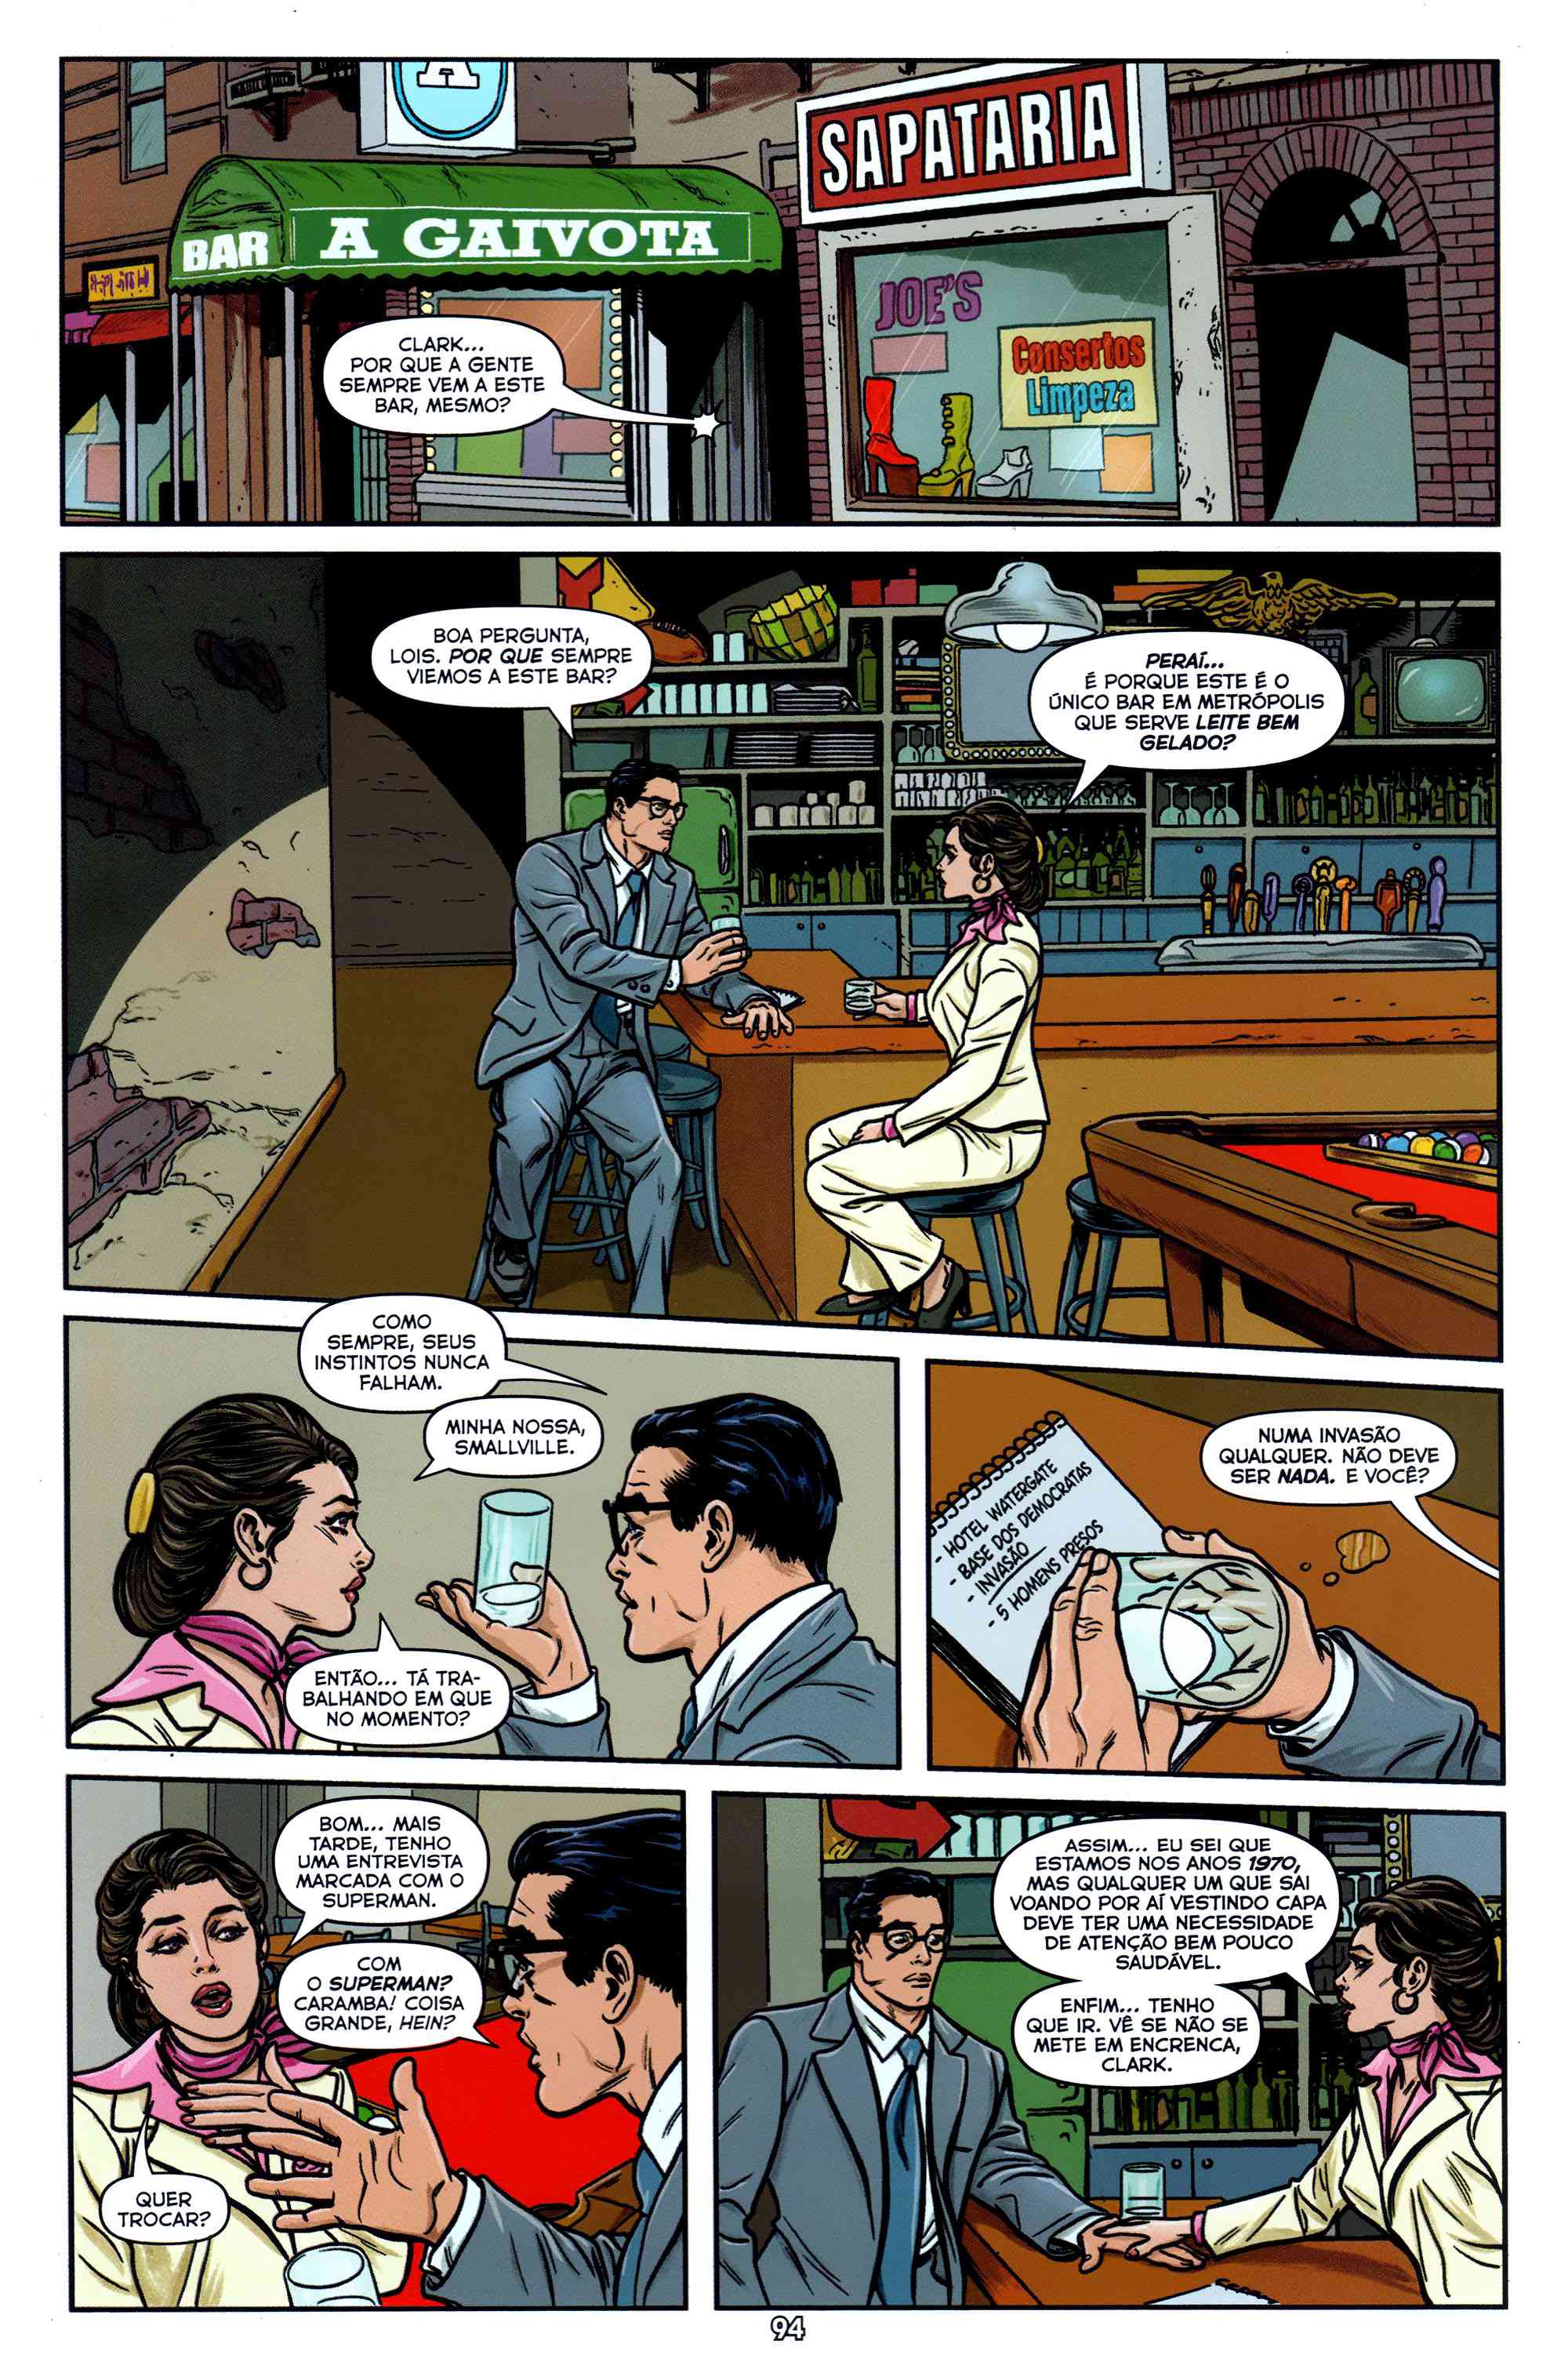 A
SAPATARIA
BAR
A GAIVOTA
JOE'S
Consertos
Limpeza
CLARK...
POR QUE A GENTE
SEMPRE VEM A ESTE
BAR, MESMO?
BOA PERGUNTA,
LOIS. POR QUE SEMPRE
VIEMOS A ESTE BAR?
PERAÍ...
É PORQUE ESTE É O
ÚNICO BAR EM METRÓPOLIS
QUE SERVE LEITE BEM
GELADO?
COMO
SEMPRE, SEUS
INSTINTOS NUNCA
FALHAM.
MINHA NOSSA,
SMALLVILLE.
ENTÃO... TÁ TRA-
BALHANDO EM QUE
NO MOMENTO?
- HOTEL WATERGATE
- BASE DOS DEMOCRATAS
- INVASÃO
- 5 HOMENS PRESOS
NUMA INVASÃO
QUALQUER. NÃO DEVE
SER NADA. E VOCÊ?
BOM... MAIS
TARDE, TENHO
UMA ENTREVISTA
MARCADA COM O
SUPERMAN.
COM
O SUPERMAN?
CARAMBA! COISA
GRANDE, HEIN?
QUER
TROCAR?
ASSIM... EU SEI QUE
ESTAMOS NOS ANOS 1970,
MAS QUALQUER UM QUE SAI
VOANDO POR AÍ VESTINDO CAPA
DEVE TER UMA NECESSIDADE
DE ATENÇÃO BEM POUCO
SAUDÁVEL.
ENFIM... TENHO
QUE IR. VÊ SE NÃO SE
METE EM ENCRENCA,
CLARK.
94